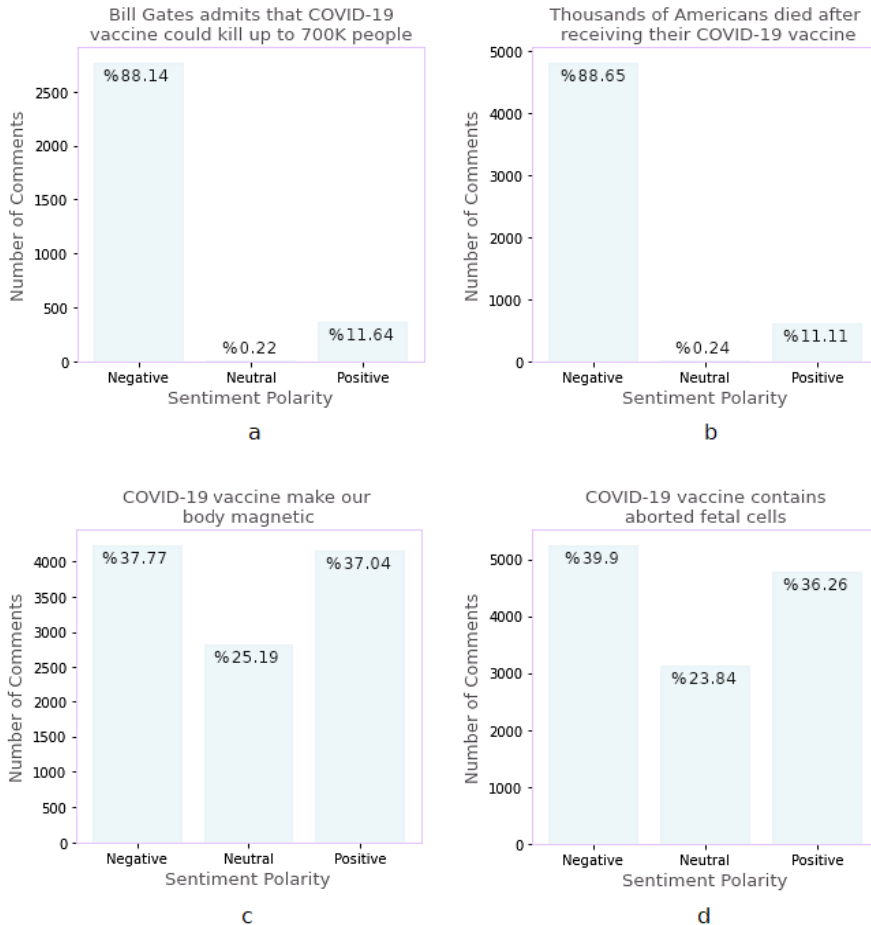 Bill Gates admits that COVID-19
vaccine could kill up to 700K people
Number of Comments
2500
2000
1500
1000
500
0
%88.14
%0.22
%11.64
Negative Neutral Positive
Sentiment Polarity
a
Thousands of Americans died after
receiving their COVID-19 vaccine
Number of Comments
5000
4000
3000
2000
1000
0
%88.65
%0.24
%11.11
Negative Neutral Positive
Sentiment Polarity
b
COVID-19 vaccine make our
body magnetic
Number of Comments
4000
3500
3000
2500
2000
1500
1000
500
0
%37.77
%25.19
%37.04
Negative Neutral Positive
Sentiment Polarity
c
COVID-19 vaccine contains
aborted fetal cells
Number of Comments
5000
4000
3000
2000
1000
0
%39.9
%23.84
%36.26
Negative Neutral Positive
Sentiment Polarity
d